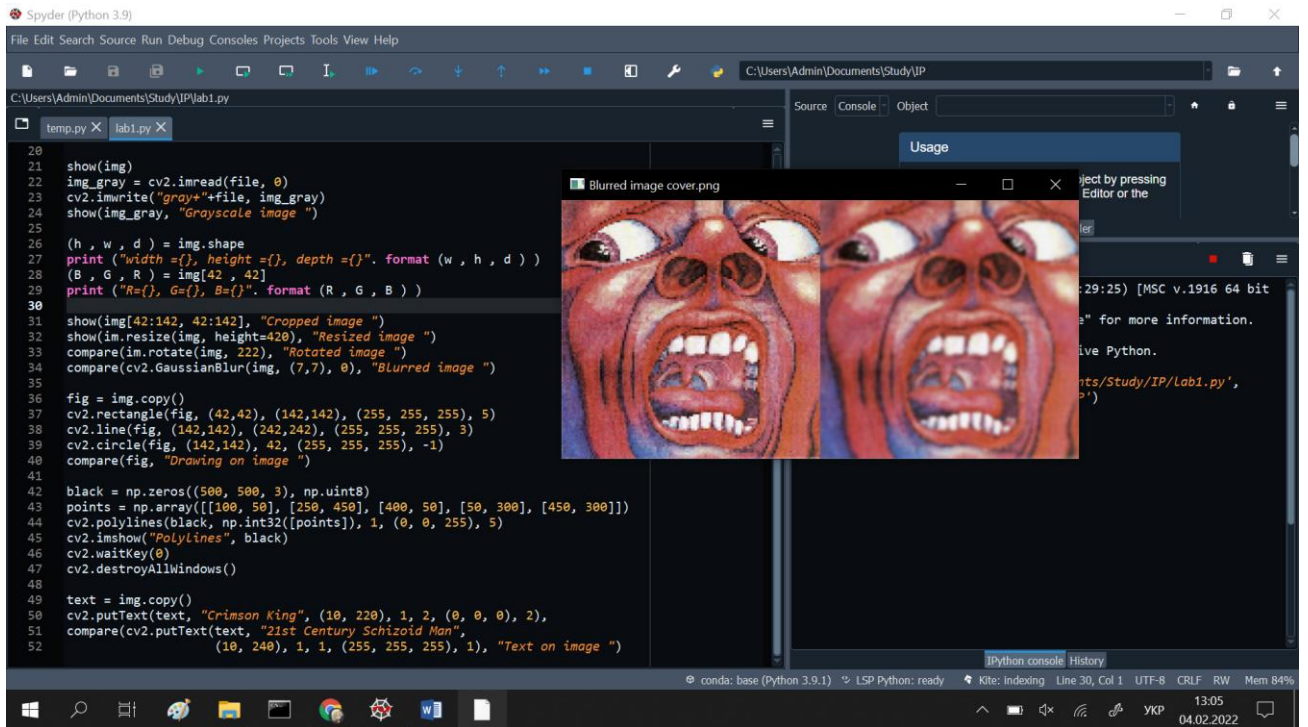 Spyder (Python 3.9)
File Edit Search Source Run Debug Consoles Projects Tools View Help
C:\Users\Admin\Documents\Study\IP
C:\Users\Admin\Documents\Study\IP\lab1.py
temp.py
lab1.py
20
21 show(img)
22 img_gray = cv2.imread(file, 0)
23 cv2.imwrite("gray+"+file, img_gray)
24 show(img_gray, "Grayscale image ")
25
26 (h , w , d ) = img.shape
27 print ("width ={}, height ={}, depth ={}". format (w , h , d ) )
28 (B , G , R ) = img[42 , 42]
29 print ("R={}, G={}, B={}". format (R , G , B ) )
30
31 show(img[42:142, 42:142], "Cropped image ")
32 show(im.resize(img, height=420), "Resized image ")
33 compare(im.rotate(img, 222), "Rotated image ")
34 compare(cv2.GaussianBlur(img, (7,7), 0), "Blurred image ")
35
36 fig = img.copy()
37 cv2.rectangle(fig, (42,42), (142,142), (255, 255, 255), 5)
38 cv2.line(fig, (142,142), (242,242), (255, 255, 255), 3)
39 cv2.circle(fig, (142,142), 42, (255, 255, 255), -1)
40 compare(fig, "Drawing on image ")
41
42 black = np.zeros((500, 500, 3), np.uint8)
43 points = np.array([[100, 50], [250, 450], [400, 50], [50, 300], [450, 300]])
44 cv2.polylines(black, np.int32([points]), 1, (0, 0, 255), 5)
45 cv2.imshow("Polylines", black)
46 cv2.waitKey(0)
47 cv2.destroyAllWindows()
48
49 text = img.copy()
50 cv2.putText(text, "Crimson King", (10, 220), 1, 2, (0, 0, 0), 2),
51 compare(cv2.putText(text, "21st Century Schizoid Man",
52 (10, 240), 1, 1, (255, 255, 255), 1), "Text on image ")
Source Console Object
Usage
ject by pressing
Editor or the
ler
Blurred image cover.png
:29:25) [MSC v.1916 64 bit
e" for more information.
ive Python.
nts/Study/IP/lab1.py',
P')
IPython console History
conda: base (Python 3.9.1) LSP Python: ready Kite: indexing Line 30, Col 1 UTF-8 CRLF RW Mem 84%
УКР
13:05
04.02.2022